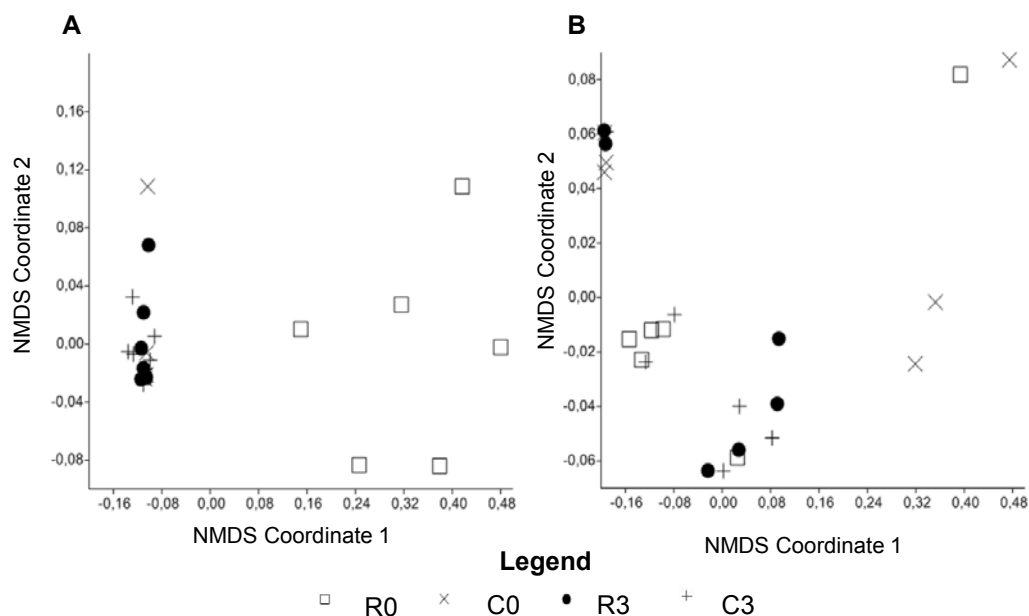 A
0,16
0,12
0,08
0,04
0,00
-0,04
-0,08
NMDS Coordinate 2
-0,16 -0,08 0,00 0,08 0,16 0,24 0,32 0,40 0,48
NMDS Coordinate 1
B
0,08
0,06
0,04
0,02
0,00
-0,02
-0,04
-0,06
NMDS Coordinate 2
-0,16 -0,08 0,00 0,08 0,16 0,24 0,32 0,40 0,48
NMDS Coordinate 1
Legend
R0 C0 R3 C3